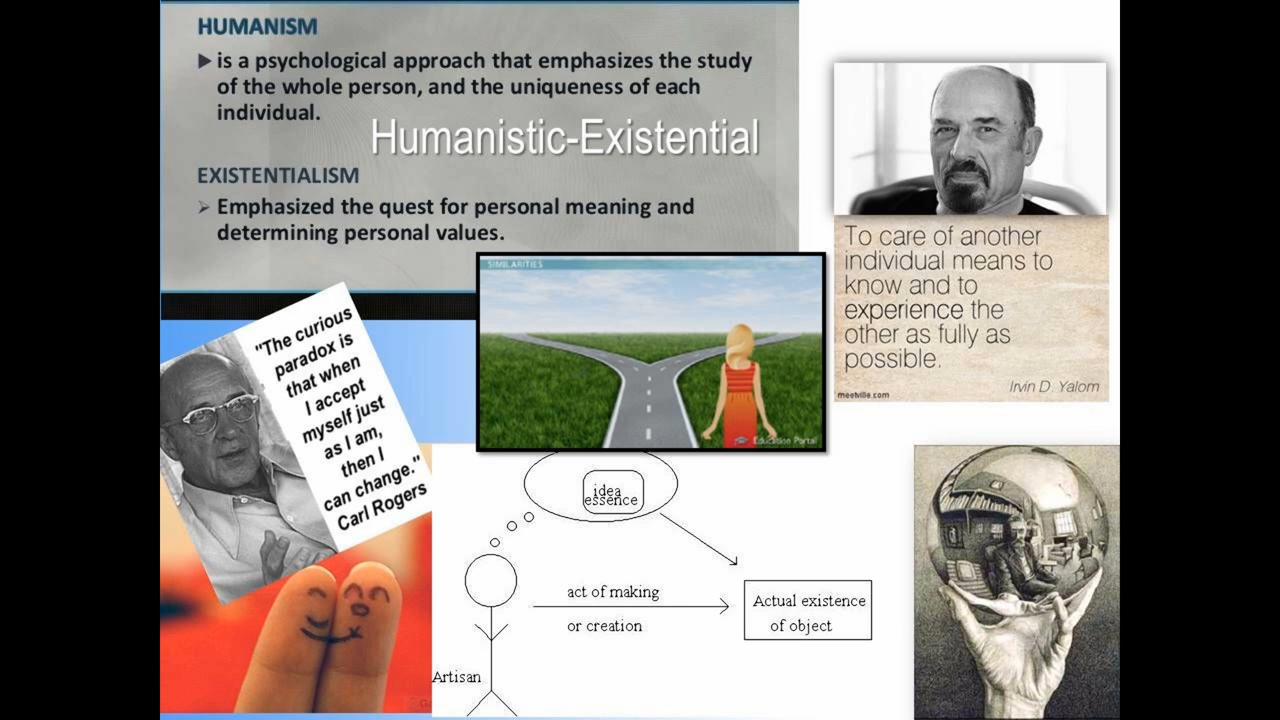 HUMANISM
is a psychological approach that emphasizes the study
of the whole person, and the uniqueness of each
individual.
Humanistic-Existential
EXISTENTIALISM
Emphasized the quest for personal meaning and
determining personal values.
To care of another
individual means to
know and to
experience the
other as fully as
possible.
Irvin D. Yalom
meetville.com
SIMILARITIES
Education Portal
"The curious
paradox is
that when
I accept
myself just
as I am,
then I
can change."
Carl Rogers
idea
essence
act of making
or creation
Actual existence
of object
Artisan